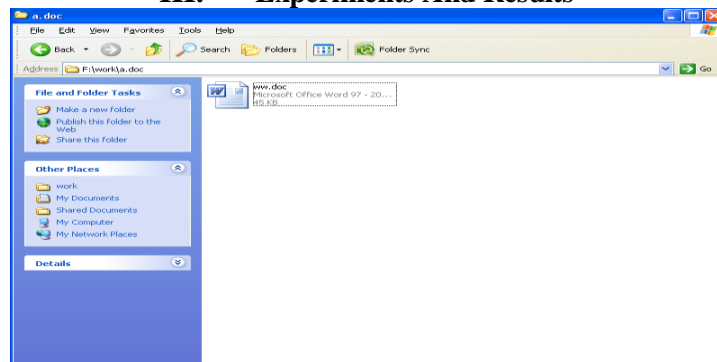 III. Experiments And Results
a.doc
File Edit View Favorites Tools Help
Back Search Folders Folder Sync
Address F:\work\a.doc Go
File and Folder Tasks
Make a new folder
Publish this folder to the
Web
Share this folder
Other Places
work
My Documents
Shared Documents
My Computer
My Network Places
Details
ww.doc
Microsoft Office Word 97 - 20...
45 KB